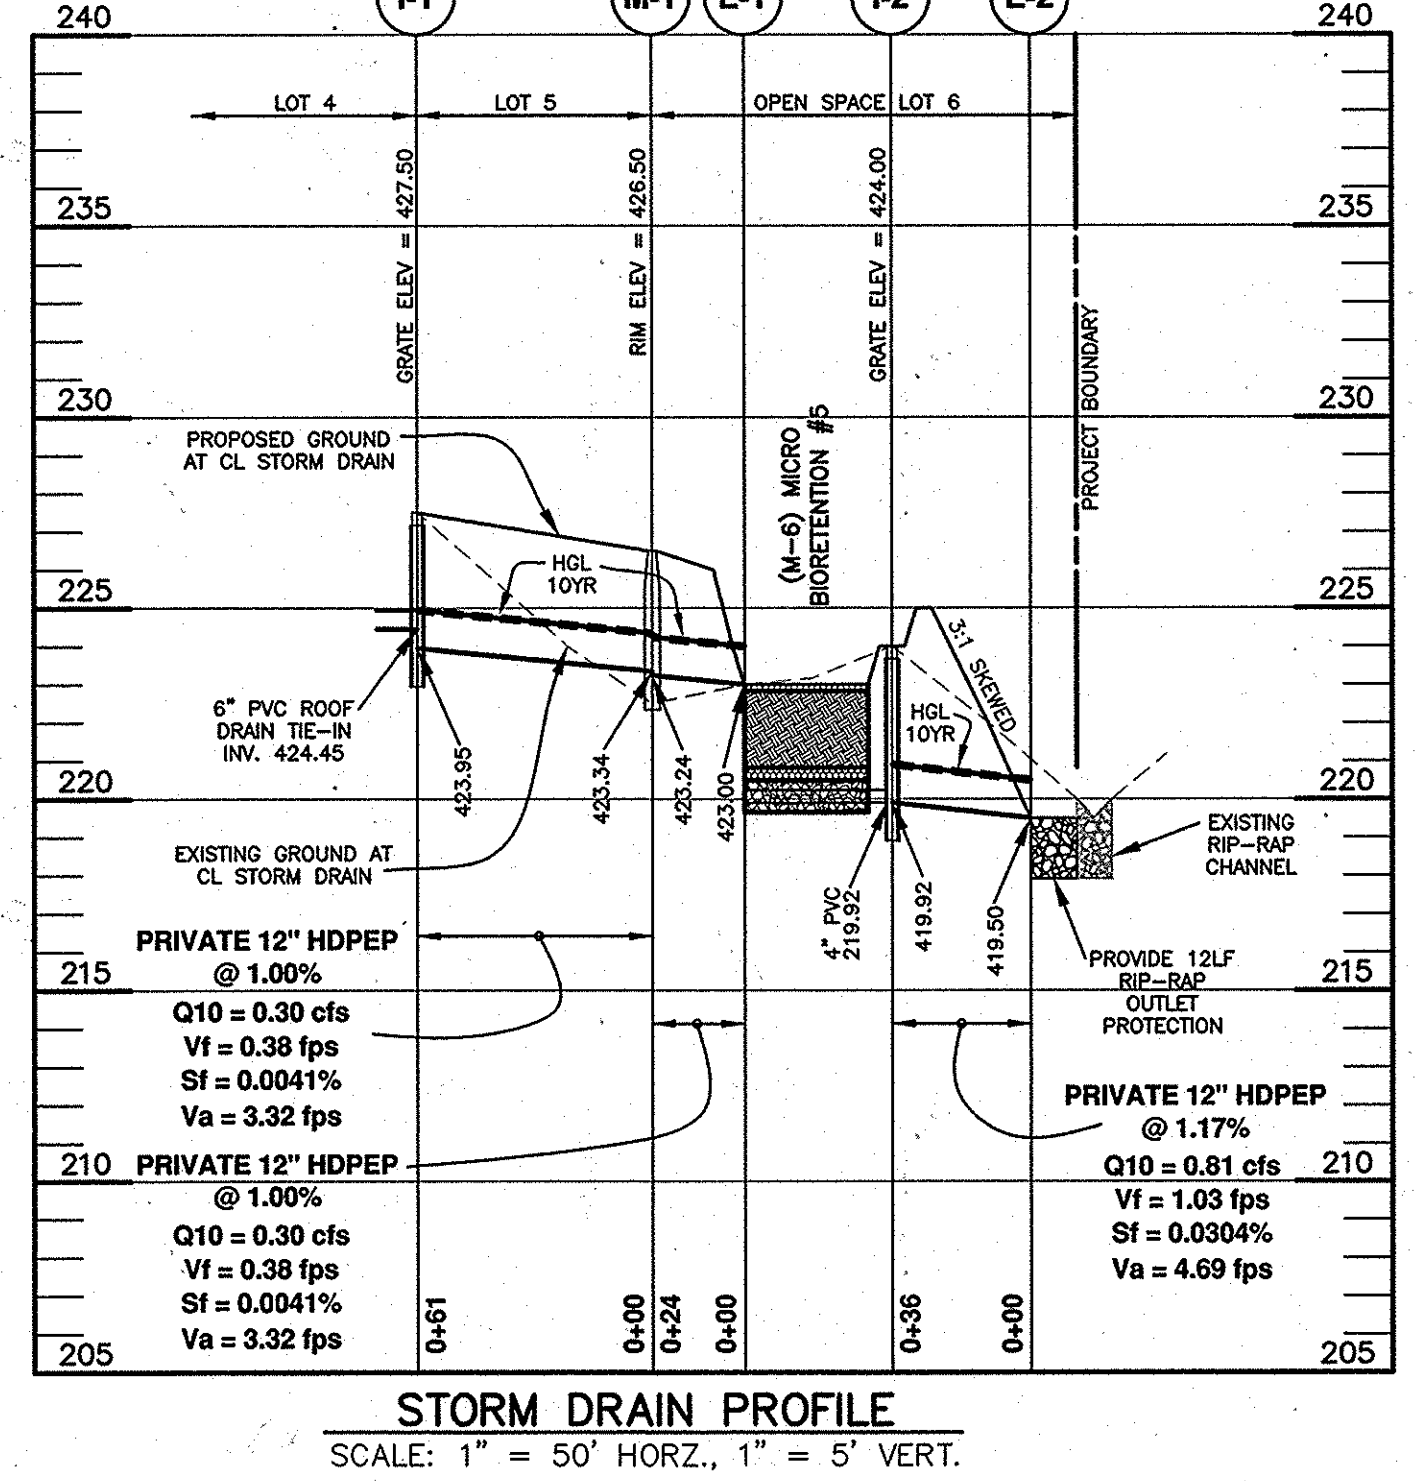 I-1
M-1
E-1
I-2
E-2
240
240
LOT 4
LOT 5
OPEN SPACE LOT 6
GRATE ELEV = 427.50
RIM ELEV = 426.50
GRATE ELEV = 424.00
235
235
PROJECT BOUNDARY
230
230
PROPOSED GROUND
AT CL STORM DRAIN
(M-6) MICRO
BIORETENTION #5
HGL
10YR
225
225
3:1 SKEWED
6" PVC ROOF
DRAIN TIE-IN
INV. 424.45
HGL
10YR
423.95
423.34
423.24
423.00
220
220
EXISTING GROUND AT
CL STORM DRAIN
EXISTING
RIP-RAP
CHANNEL
4" PVC
219.92
419.92
419.50
PRIVATE 12" HDPEP
@ 1.00%
Q10 = 0.30 cfs
Vf = 0.38 fps
Sf = 0.0041%
Va = 3.32 fps
215
215
PROVIDE 12LF
RIP-RAP
OUTLET
PROTECTION
PRIVATE 12" HDPEP
@ 1.17%
Q10 = 0.81 cfs
Vf = 1.03 fps
Sf = 0.0304%
Va = 4.69 fps
210
210
PRIVATE 12" HDPEP
@ 1.00%
Q10 = 0.30 cfs
Vf = 0.38 fps
Sf = 0.0041%
Va = 3.32 fps
0+61
0+00
0+24
0+00
0+36
0+00
205
205
STORM DRAIN PROFILE
SCALE: 1" = 50' HORZ., 1" = 5' VERT.